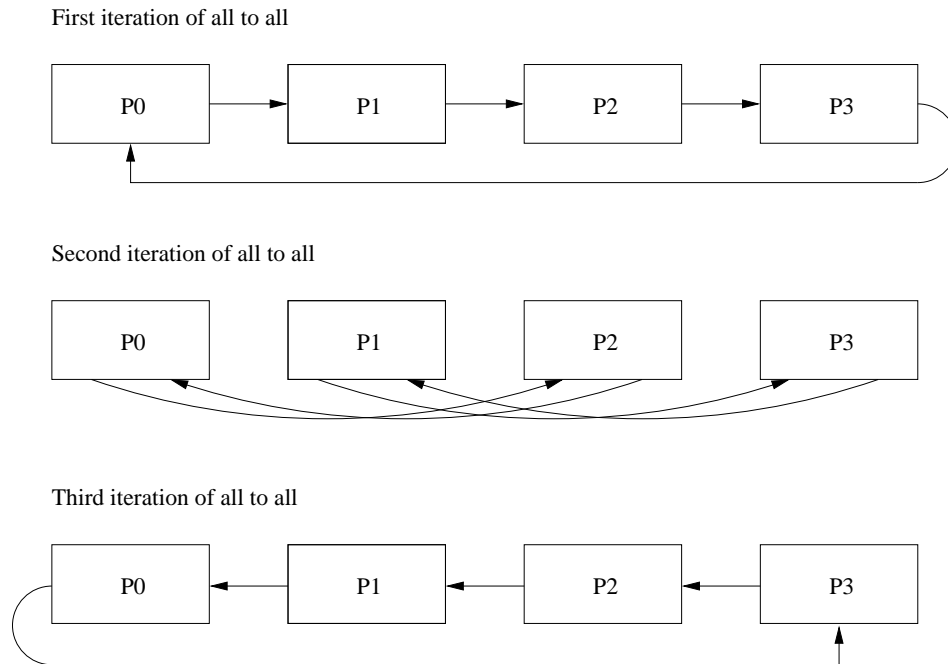 First iteration of all to all
P0 P1 P2 P3
Second iteration of all to all
P0 P1 P2 P3
Third iteration of all to all
P0 P1 P2 P3